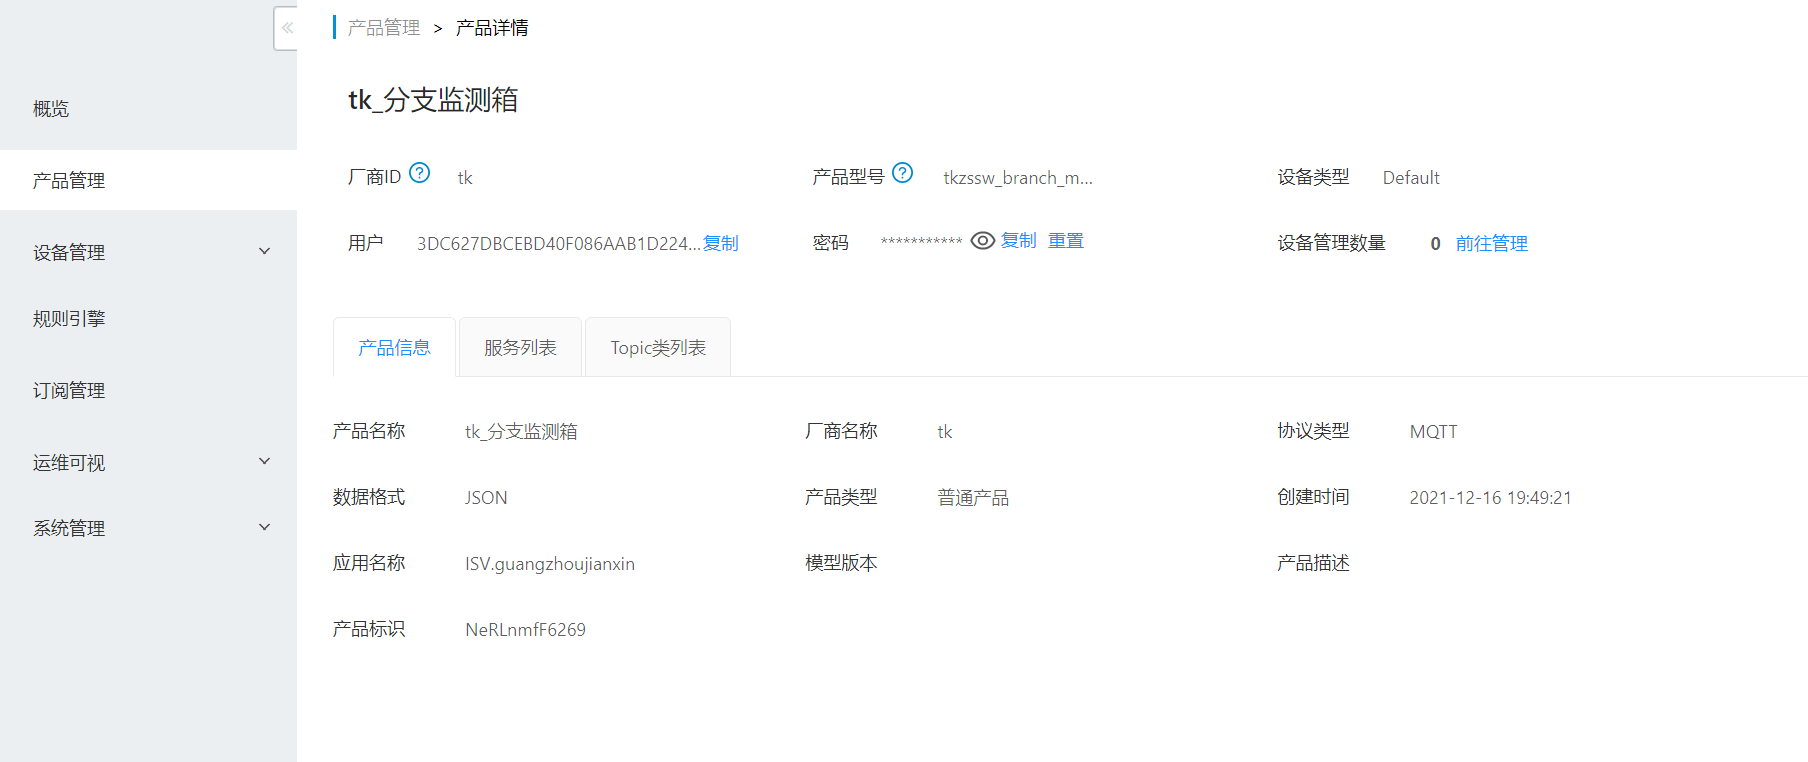 产品管理 > 产品详情
概览
产品管理
设备管理
规则引擎
订阅管理
运维可视
系统管理
tk_分支监测箱
厂商ID ? tk 产品型号 ? tkzssw_branch_m... 设备类型 Default
用户 3DC627DBCEBD40F086AAB1D224...复制 密码 *********** 复制 重置 设备管理数量 0 前往管理
产品信息 服务列表 Topic类列表
产品名称 tk_分支监测箱 厂商名称 tk 协议类型 MQTT
数据格式 JSON 产品类型 普通产品 创建时间 2021-12-16 19:49:21
应用名称 ISV.guangzhoujianxin 模型版本 产品描述
产品标识 NeRLnmfF6269